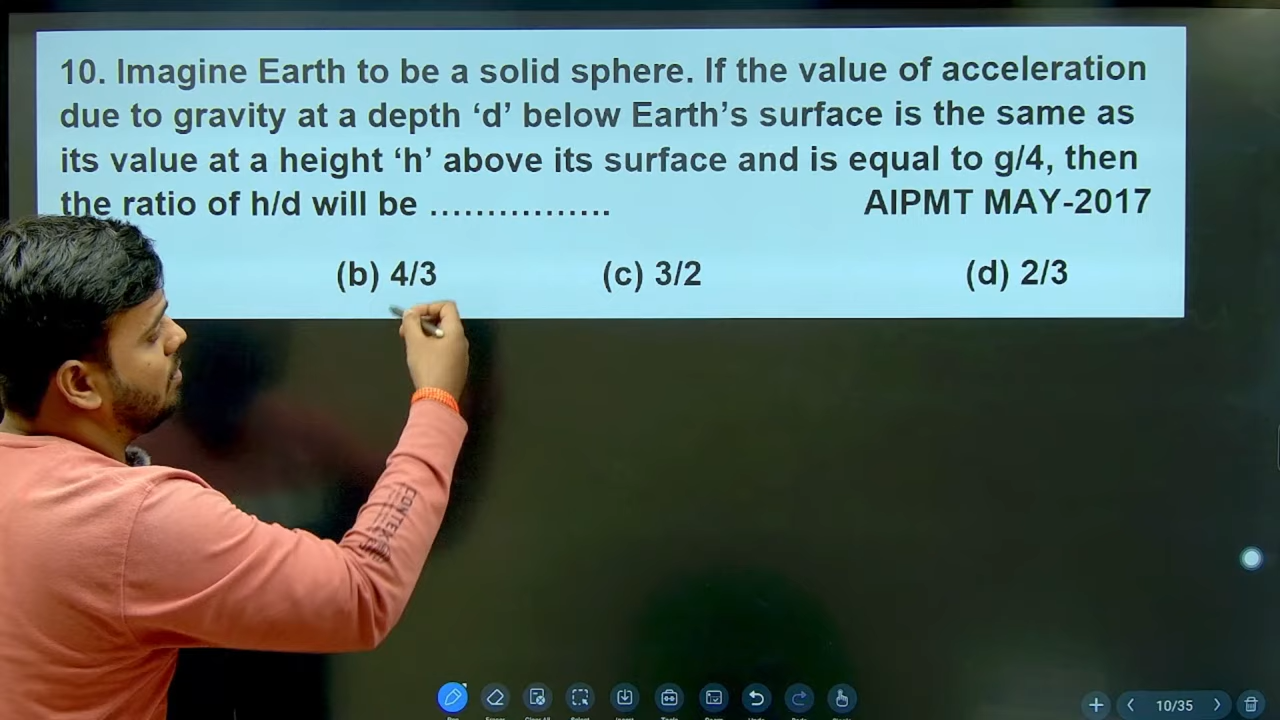 10. Imagine Earth to be a solid sphere. If the value of acceleration
due to gravity at a depth ‘d’ below Earth’s surface is the same as
its value at a height ‘h’ above its surface and is equal to g/4, then
the ratio of h/d will be ................
AIPMT MAY-2017
(b) 4/3 (c) 3/2 (d) 2/3
10/35